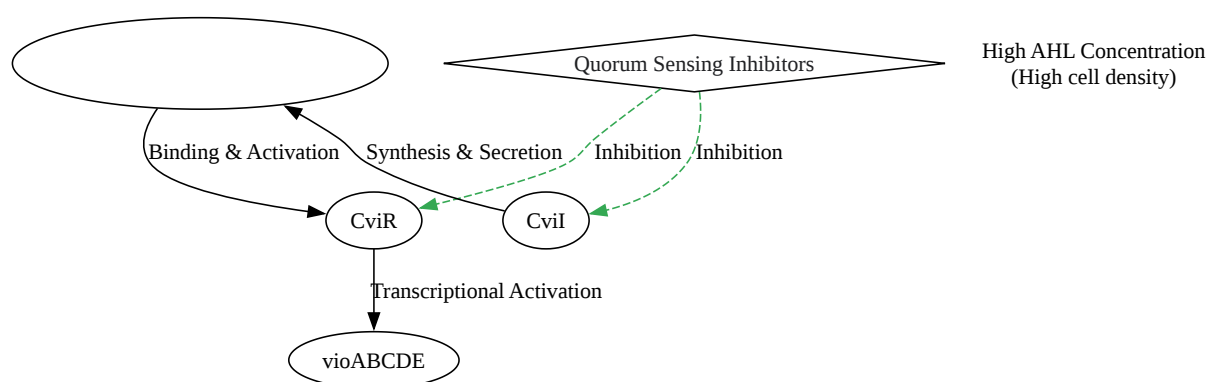 Quorum Sensing Inhibitors
High AHL Concentration
(High cell density)
Binding & Activation
Synthesis & Secretion
Inhibition
Inhibition
CviR
CviI
Transcriptional Activation
vioABCDE